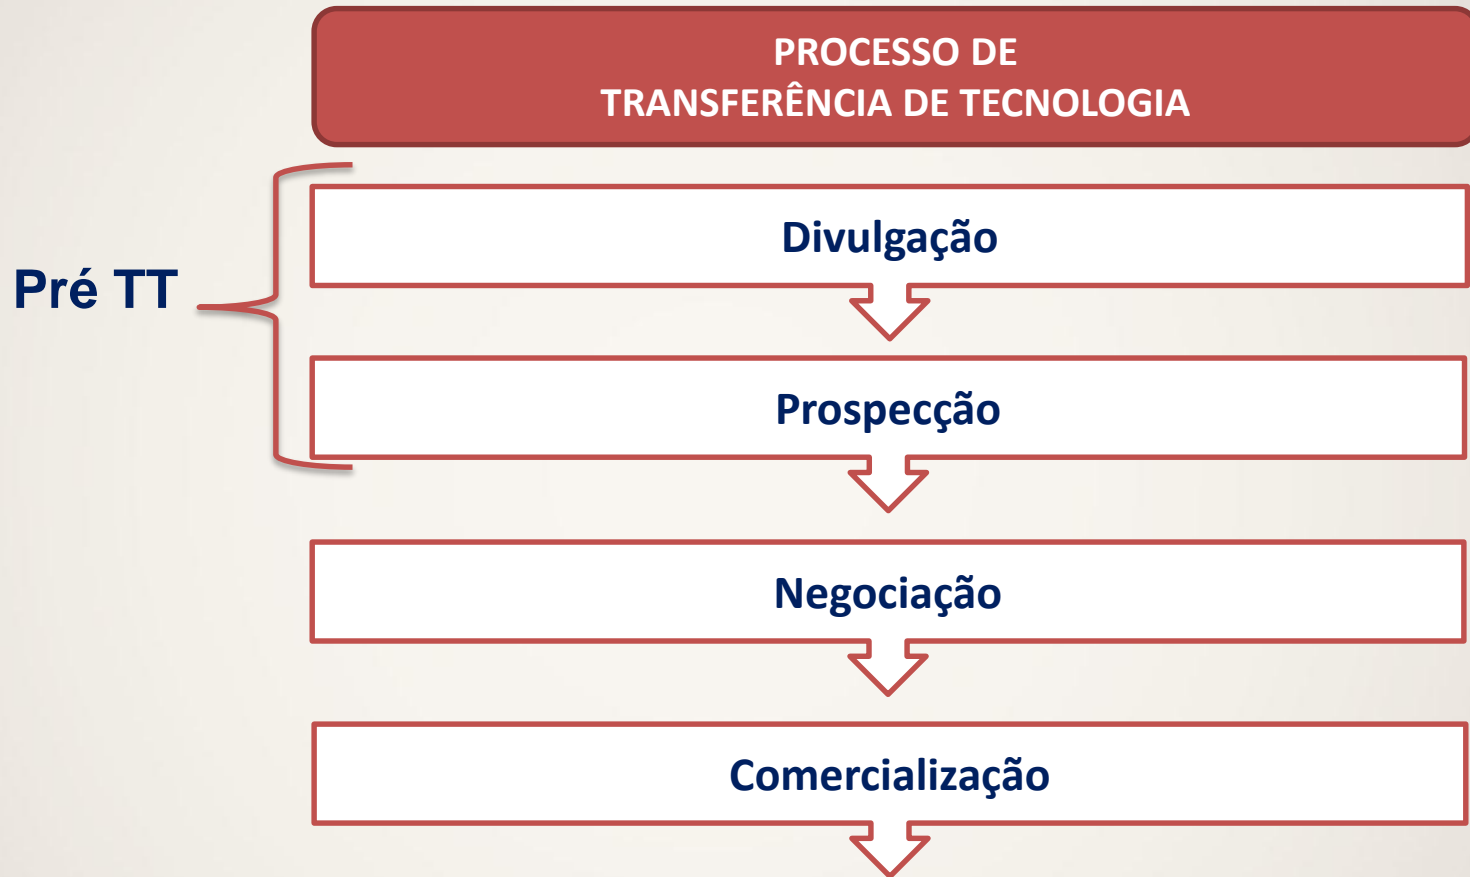 PROCESSO DE
TRANSFERÊNCIA DE TECNOLOGIA
Divulgação
Pré TT
Prospecção
Negociação
Comercialização